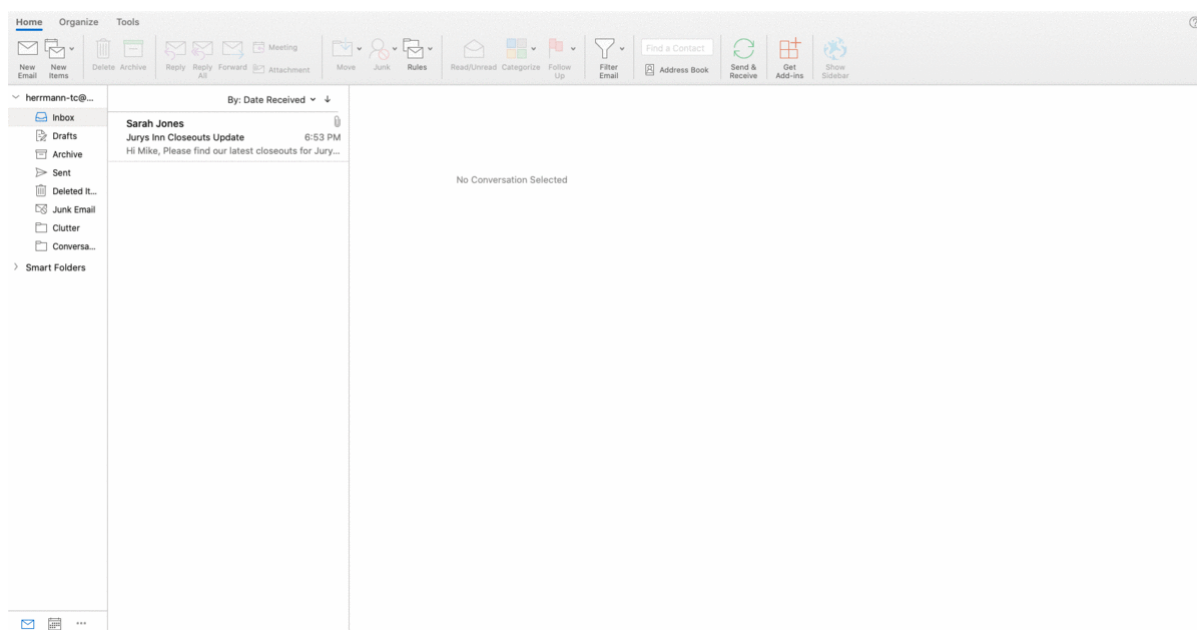 Home Organize Tools
New Email
New Items
Delete
Archive
Reply
Reply All
Forward
Meeting
Attachment
Move
Junk
Rules
Read/Unread
Categorize
Follow Up
Filter Email
Find a Contact
Address Book
Send & Receive
Get Add-ins
Show Sidebar
herrmann-tc@...
Inbox
Drafts
Archive
Sent
Deleted It...
Junk Email
Clutter
Conversa...
Smart Folders
By: Date Received
Sarah Jones
Jurys Inn Closeouts Update 6:53 PM
Hi Mike, Please find our latest closeouts for Jury...
No Conversation Selected